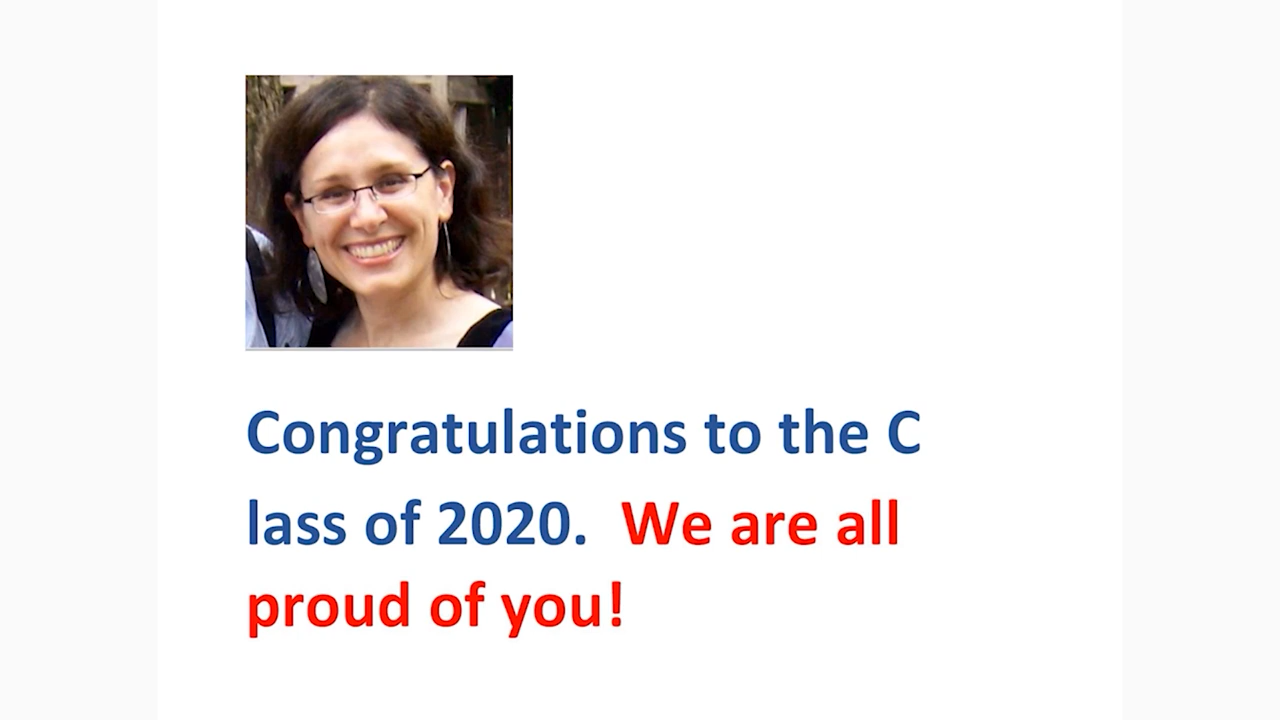 Congratulations to the C
lass of 2020.  We are all
proud of you!